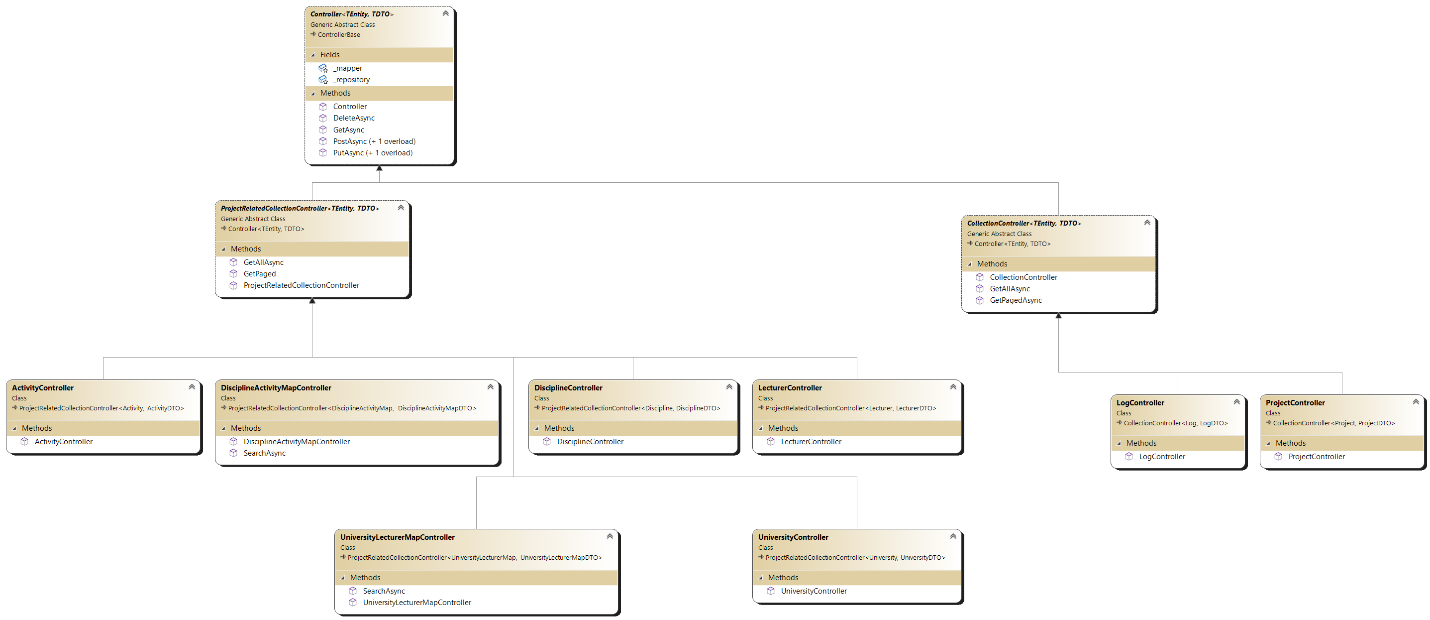 Controller<TEntity, TDTO>
Generic Abstract Class
ControllerBase
Fields
_mapper
_repository
Methods
Controller
DeleteAsync
GetAsync
PostAsync (+ 1 overload)
PutAsync (+ 1 overload)
ProjectRelatedCollectionController<TEntity, TDTO>
Generic Abstract Class
Controller<TEntity, TDTO>
Methods
GetAllAsync
GetPaged
ProjectRelatedCollectionController
CollectionController<TEntity, TDTO>
Generic Abstract Class
Controller<TEntity, TDTO>
Methods
CollectionController
GetAllAsync
GetPagedAsync
ActivityController
Class
ProjectRelatedCollectionController<Activity, ActivityDTO>
Methods
ActivityController
DisciplineActivityMapController
Class
ProjectRelatedCollectionController<DisciplineActivityMap, DisciplineActivityMapDTO>
Methods
DisciplineActivityMapController
SearchAsync
DisciplineController
Class
ProjectRelatedCollectionController<Discipline, DisciplineDTO>
Methods
DisciplineController
LecturerController
Class
ProjectRelatedCollectionController<Lecturer, LecturerDTO>
Methods
LecturerController
LogController
Class
CollectionController<Log, LogDTO>
Methods
LogController
ProjectController
Class
CollectionController<Project, ProjectDTO>
Methods
ProjectController
UniversityLecturerMapController
Class
ProjectRelatedCollectionController<UniversityLecturerMap, UniversityLecturerMapDTO>
Methods
SearchAsync
UniversityLecturerMapController
UniversityController
Class
ProjectRelatedCollectionController<University, UniversityDTO>
Methods
UniversityController